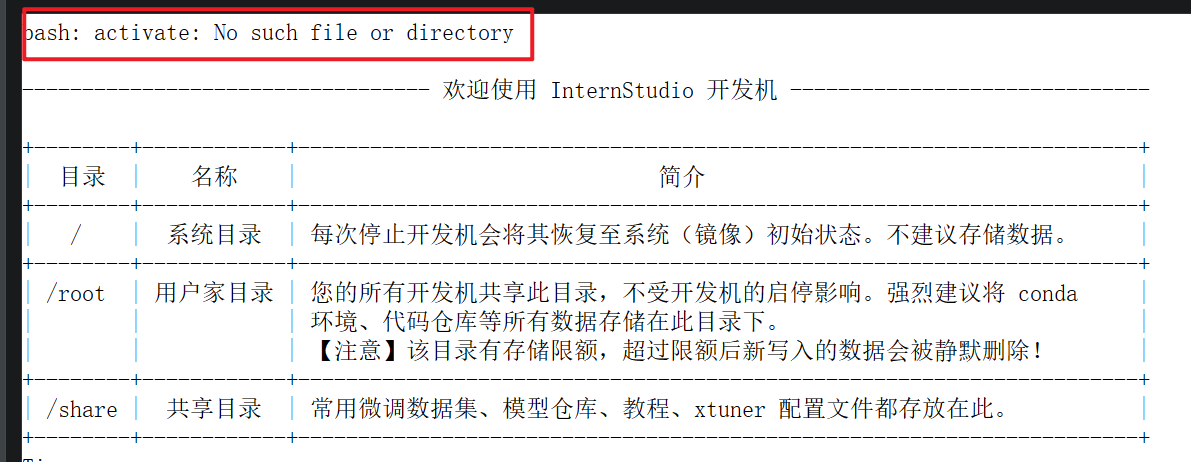 bash: activate: No such file or directory
---------------------------------- 欢迎使用 InternStudio 开发机 ------------------------------
目录 名称 简介
/ 系统目录 每次停止开发机会将其恢复至系统（镜像）初始状态。不建议存储数据。
/root 用户家目录 您的所有开发机共享此目录，不受开发机的启停影响。强烈建议将 conda
环境、代码仓库等所有数据存储在此目录下。
【注意】该目录有存储限额，超过限额后新写入的数据会被静默删除！
/share 共享目录 常用微调数据集、模型仓库、教程、xtuner 配置文件都存放在此。